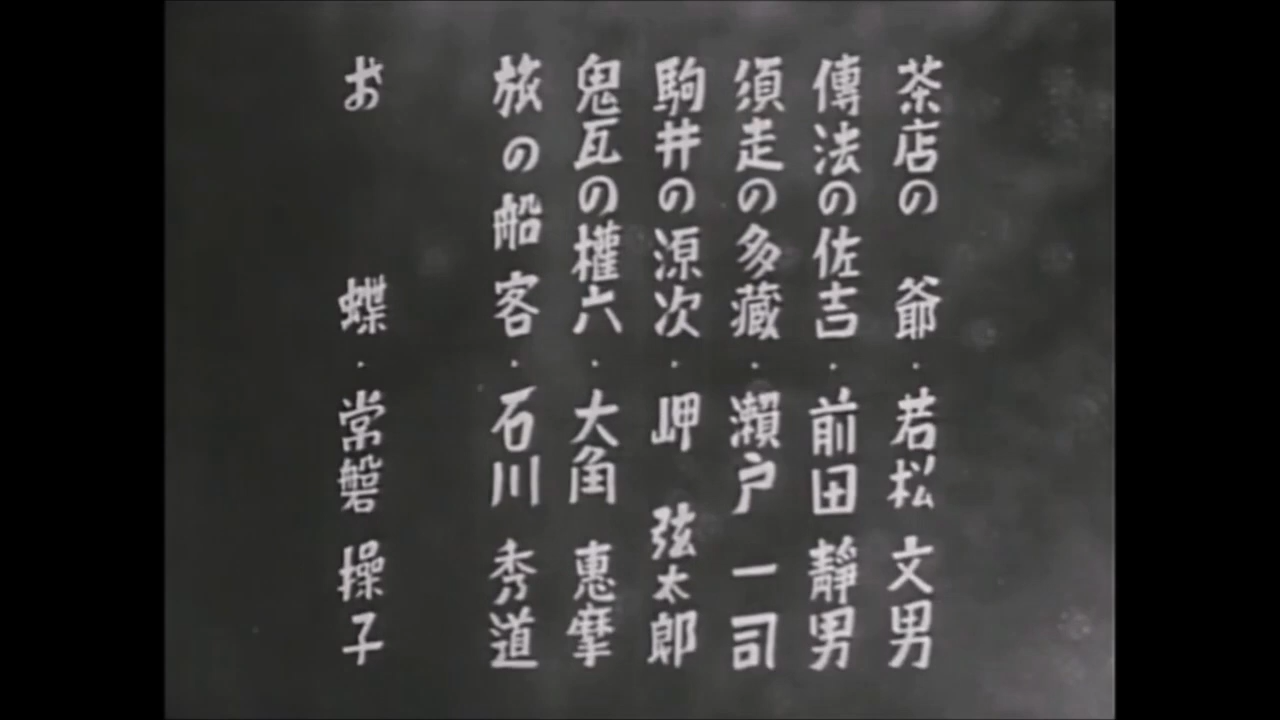 茶店の爺・若松文男
傳法の佐吉・前田靜男
須走の多藏・瀨戸一司
駒井の源次・岬弦太郎
鬼瓦の權六・大角恵摩
旅の船客・石川秀道
お蝶・常磐操子